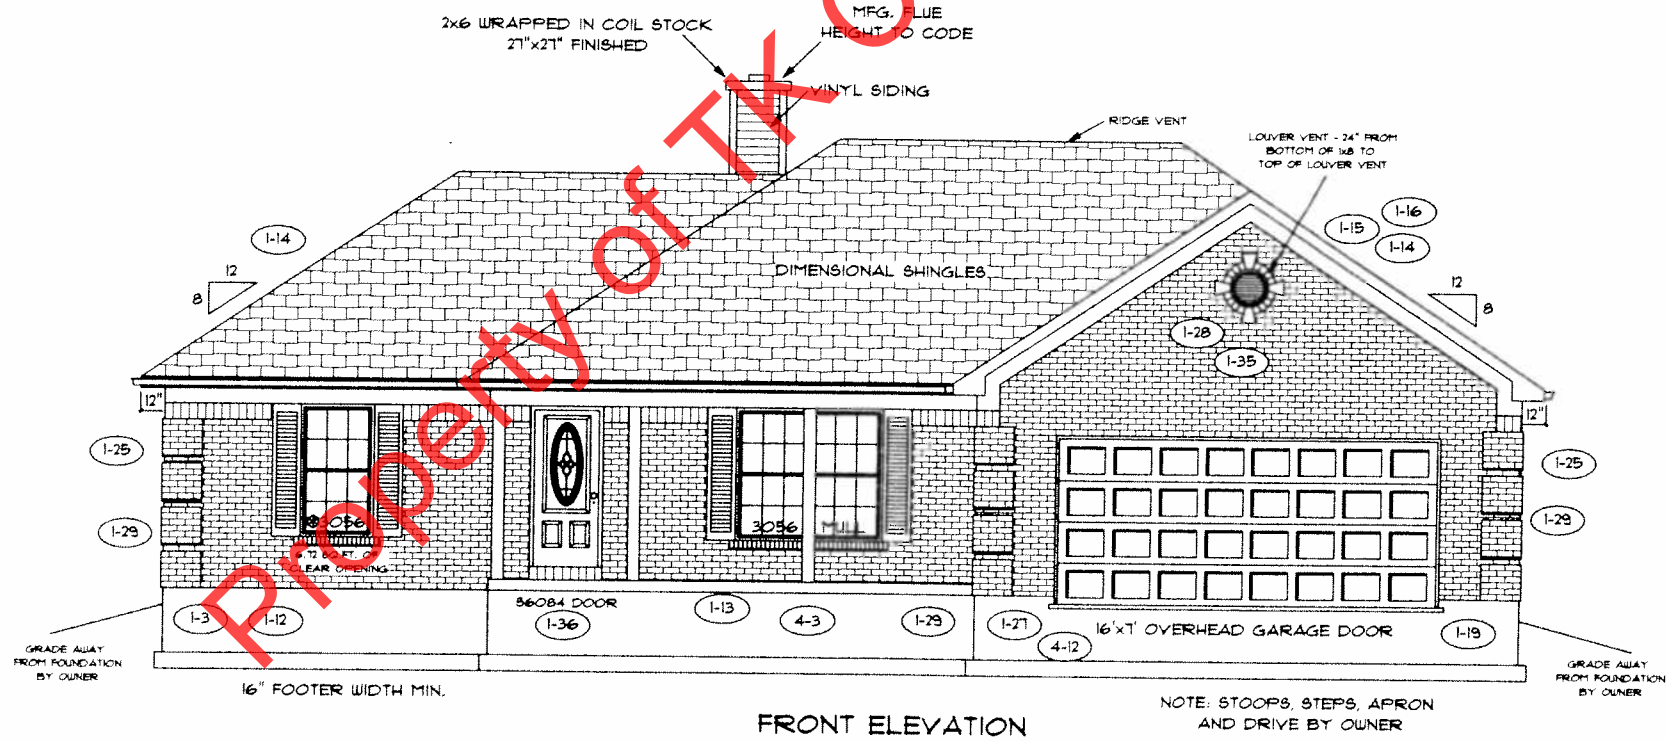 2x6 WRAPPED IN COIL STOCK
27"x27" FINISHED
MFG. FLUE
HEIGHT TO CODE
VINYL SIDING
RIDGE VENT
LOUVER VENT - 24" FROM
BOTTOM OF 1x8 TO
TOP OF LOUVER VENT
1-14
12
8
DIMENSIONAL SHINGLES
1-15
1-16
1-14
12
8
1-28
1-35
12"
12"
1-25
1-29
1-25
1-29
3056
SQ. FT. OF
CLEAR OPENING
3056 MULL
1-3
1-12
36084 DOOR
1-36
1-13
4-3
1-29
1-27
4-12
16'x7' OVERHEAD GARAGE DOOR
1-19
GRADE AWAY
FROM FOUNDATION
BY OWNER
GRADE AWAY
FROM FOUNDATION
BY OWNER
16" FOOTER WIDTH MIN.
FRONT ELEVATION
NOTE: STOOPS, STEPS, APRON
AND DRIVE BY OWNER
Property of TK